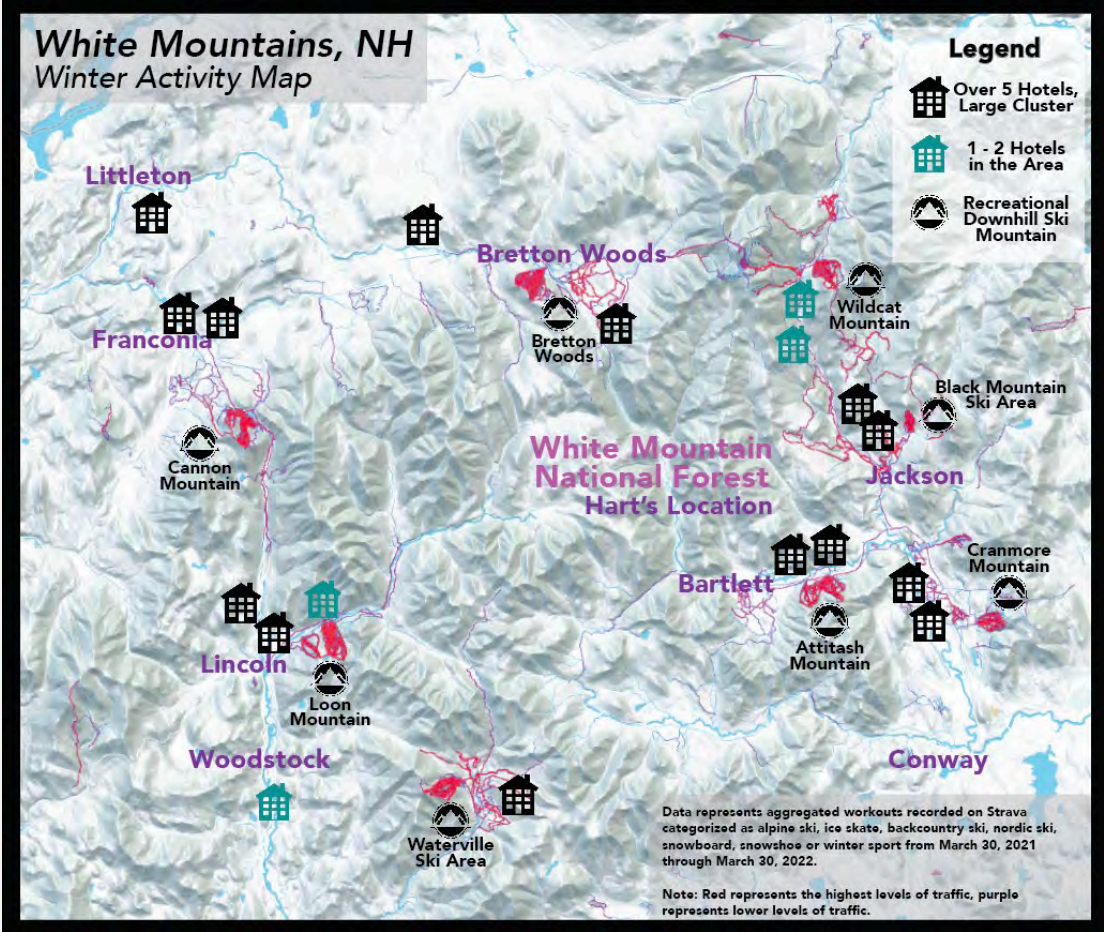 White Mountains, NH
Winter Activity Map
Legend
Over 5 Hotels,
Large Cluster
1 - 2 Hotels
in the Area
Recreational
Downhill Ski
Mountain
Littleton
Bretton Woods
Franconia
Bretton
Woods
Wildcat
Mountain
Black Mountain
Ski Area
Cannon
Mountain
White Mountain
National Forest
Hart's Location
Jackson
Cranmore
Mountain
Bartlett
Attitash
Mountain
Lincoln
Loon
Mountain
Woodstock
Conway
Waterville
Ski Area
Data represents aggregated workouts recorded on Strava
categorized as alpine ski, ice skate, backcountry ski, nordic ski,
snowboard, snowshoe or winter sport from March 30, 2021
through March 30, 2022.
Note: Red represents the highest levels of traffic, purple
represents lower levels of traffic.